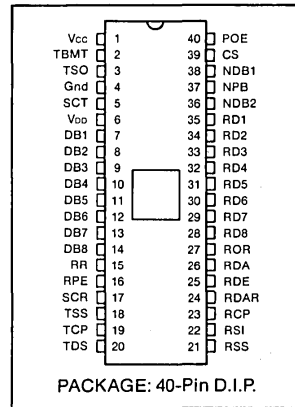 Vcc 1 40 POE
TBMT 2 39 CS
TSO 3 38 NDB1
Gnd 4 37 NPB
SCT 5 36 NDB2
VDD 6 35 RD1
DB1 7 34 RD2
DB2 8 33 RD3
DB3 9 32 RD4
DB4 10 31 RD5
DB5 11 30 RD6
DB6 12 29 RD7
DB7 13 28 RD8
DB8 14 27 ROR
RR 15 26 RDA
RPE 16 25 RDE
SCR 17 24 RDAR
TSS 18 23 RCP
TCP 19 22 RSI
TDS 20 21 RSS
PACKAGE: 40-Pin D.I.P.